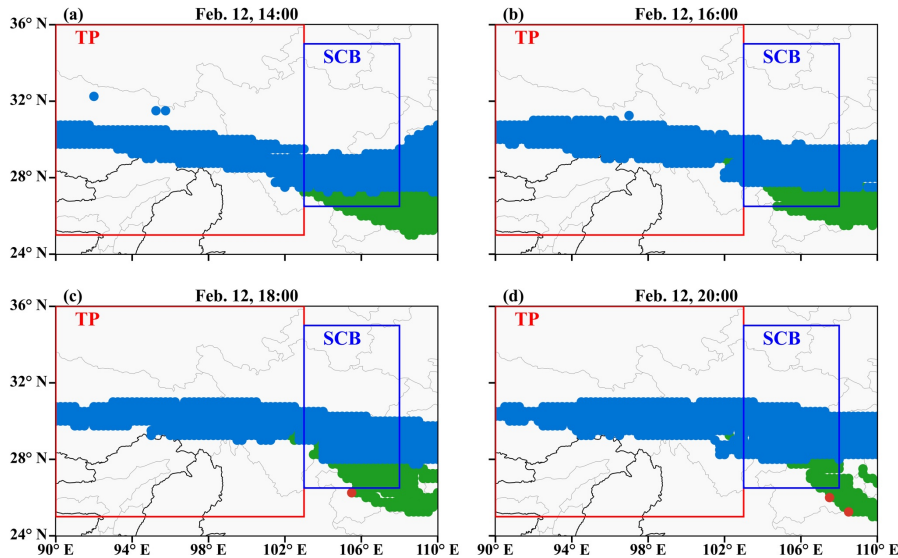 (a) Feb. 12, 14:00
(b) Feb. 12, 16:00
36° N
TP
SCB
TP
SCB
32° N
28° N
24° N
(c) Feb. 12, 18:00
(d) Feb. 12, 20:00
36° N
TP
SCB
TP
SCB
32° N
28° N
24° N
90° E 94° E 98° E 102° E 106° E 110° E
90° E 94° E 98° E 102° E 106° E 110° E